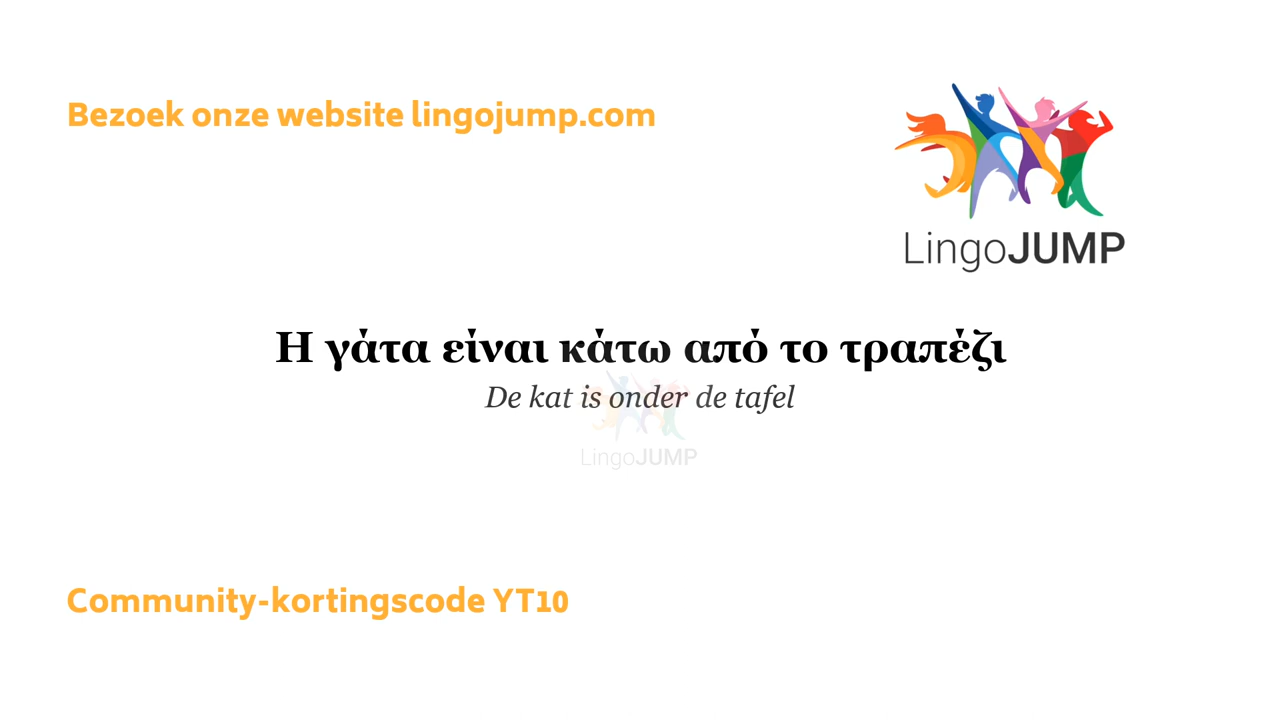 Bezoek onze website lingojump.com
LingoJUMP
Η γάτα είναι κάτω από το τραπέζι
De kat is onder de tafel
LingoJUMP
Community-kortingscode YT10